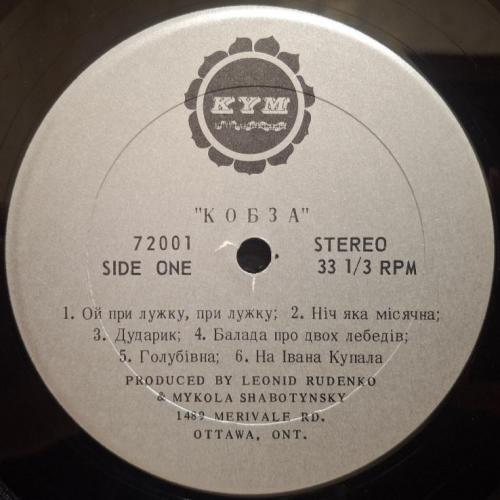 KYM
"КОБЗА"
72001 STEREO
SIDE ONE 33 1/3 RPM
1. Ой при лужку, при лужку; 2. Ніч яка місячна;
3. Дударик; 4. Балада про двох лебедів;
5. Голубівна; 6. На Івана Купала
PRODUCED BY LEONID RUDENKO
& MYKOLA SHABOTYNSKY
1489 MERIVALE RD.
OTTAWA, ONT.